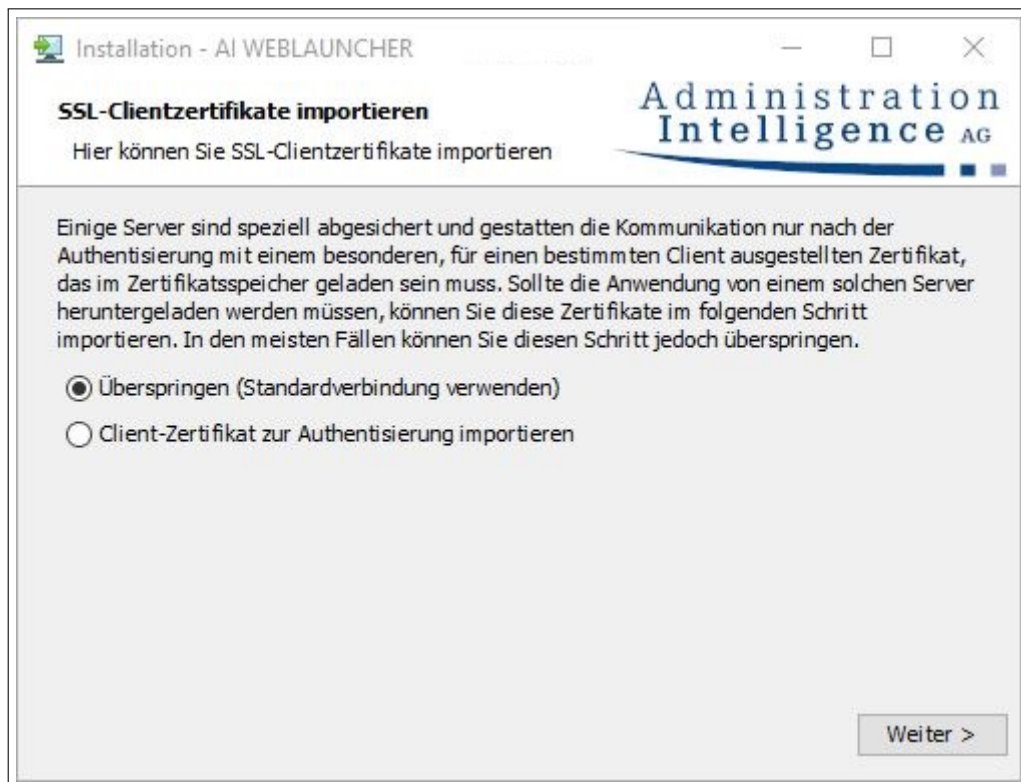 Installation - AI WEBLAUNCHER
SSL-Clientzertifikate importieren
Hier können Sie SSL-Clientzertifikate importieren
Administration
Intelligence AG
Einige Server sind speziell abgesichert und gestatten die Kommunikation nur nach der
Authentisierung mit einem besonderen, für einen bestimmten Client ausgestellten Zertifikat,
das im Zertifikatsspeicher geladen sein muss. Sollte die Anwendung von einem solchen Server
heruntergeladen werden müssen, können Sie diese Zertifikate im folgenden Schritt
importieren. In den meisten Fällen können Sie diesen Schritt jedoch überspringen.
Überspringen (Standardverbindung verwenden)
Client-Zertifikat zur Authentisierung importieren
Weiter >